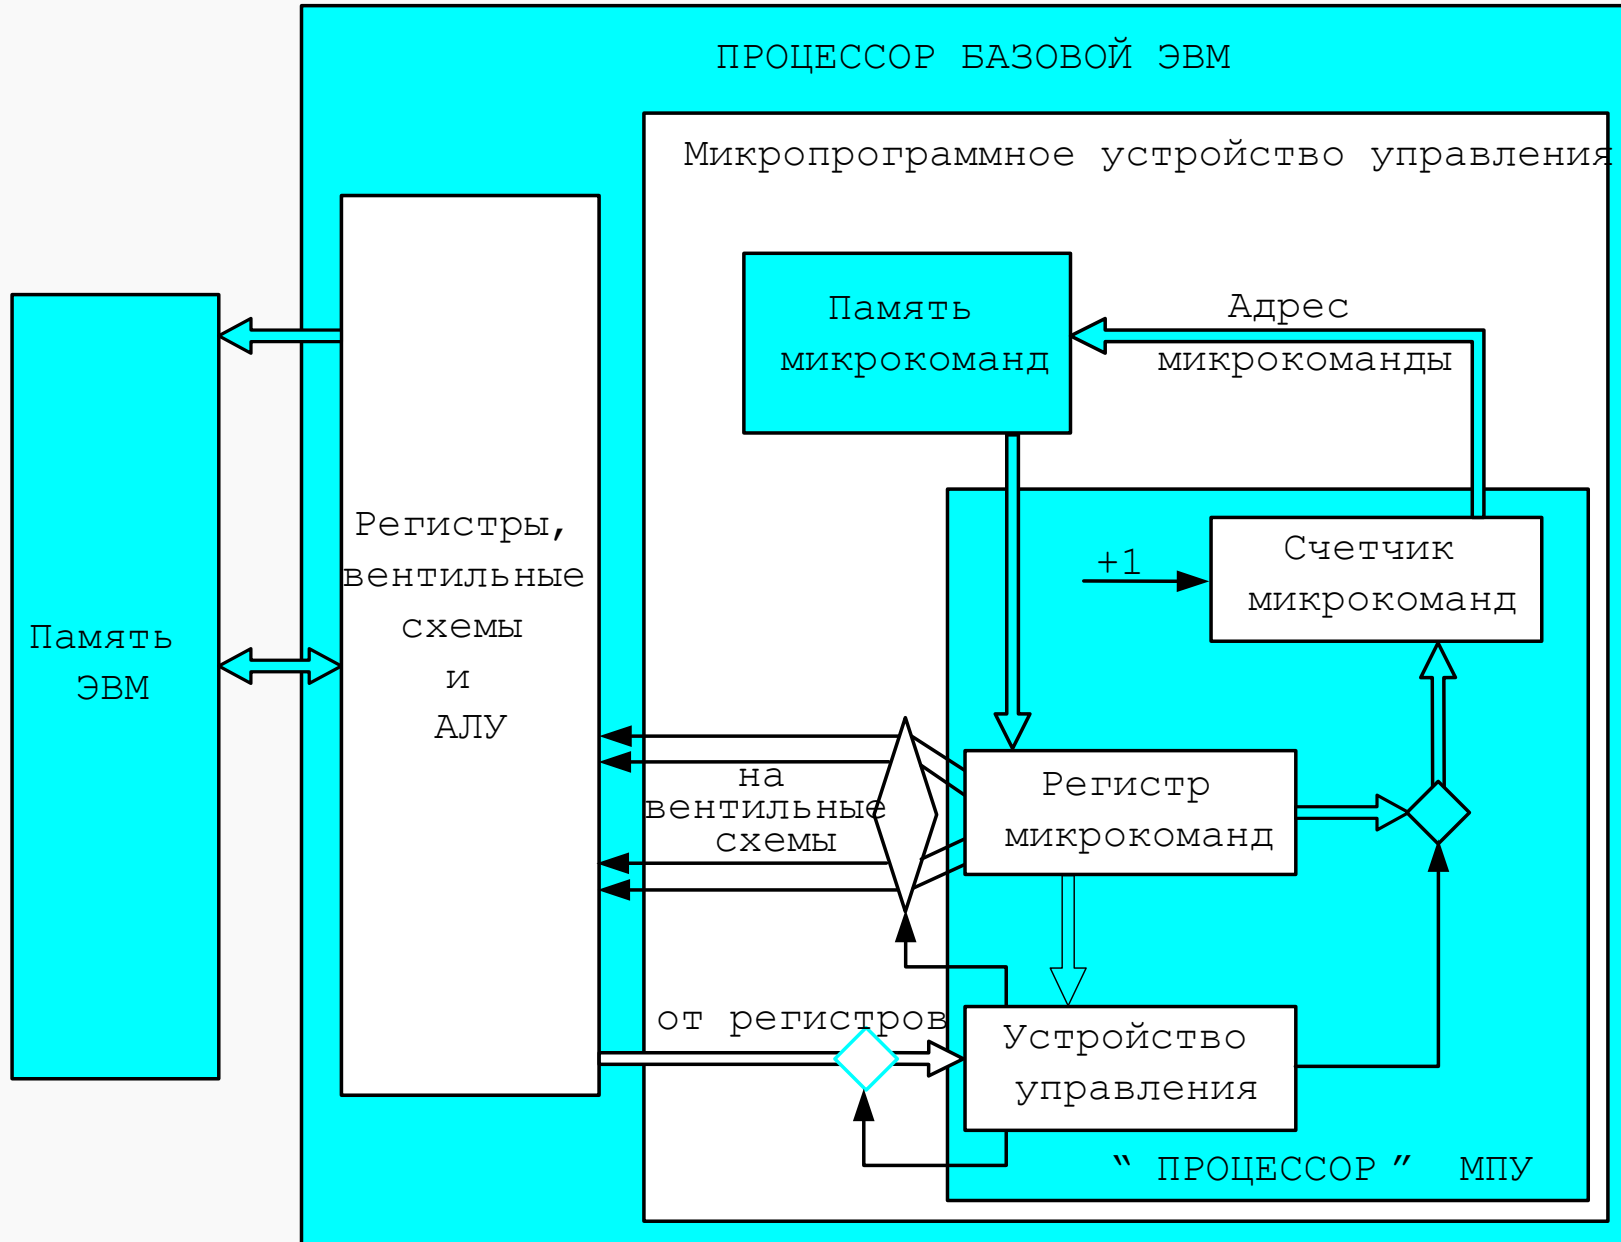 ПРОЦЕССОР БАЗОВОЙ ЭВМ
Микропрограммное устройство управления
Память
микрокоманд
Адрес
микрокоманды
Регистры,
вентильные
схемы
и
АЛУ
Память
ЭВМ
+1
Счетчик
микрокоманд
на
вентильные
схемы
Регистр
микрокоманд
от регистров
Устройство
управления
“ ПРОЦЕССОР ” МПУ